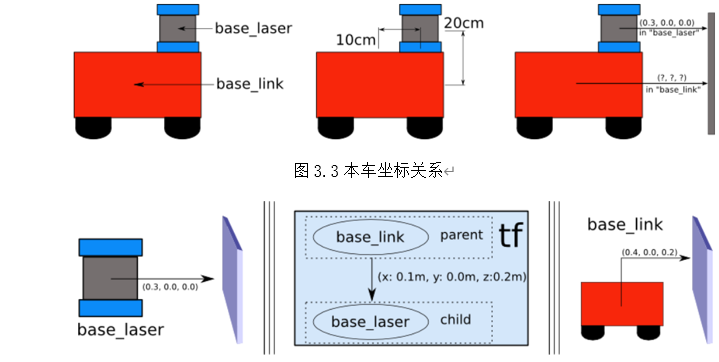 base_laser
base_link
10cm
20cm
(0.3, 0.0, 0.0)
in "base_laser"
(?, ?, ?)
in "base_link"
图 3.3 本车坐标关系↵
(0.3, 0.0, 0.0)
base_laser
base_link
parent
tf
(x: 0.1m, y: 0.0m, z:0.2m)
base_laser
child
base_link
(0.4, 0.0, 0.2)